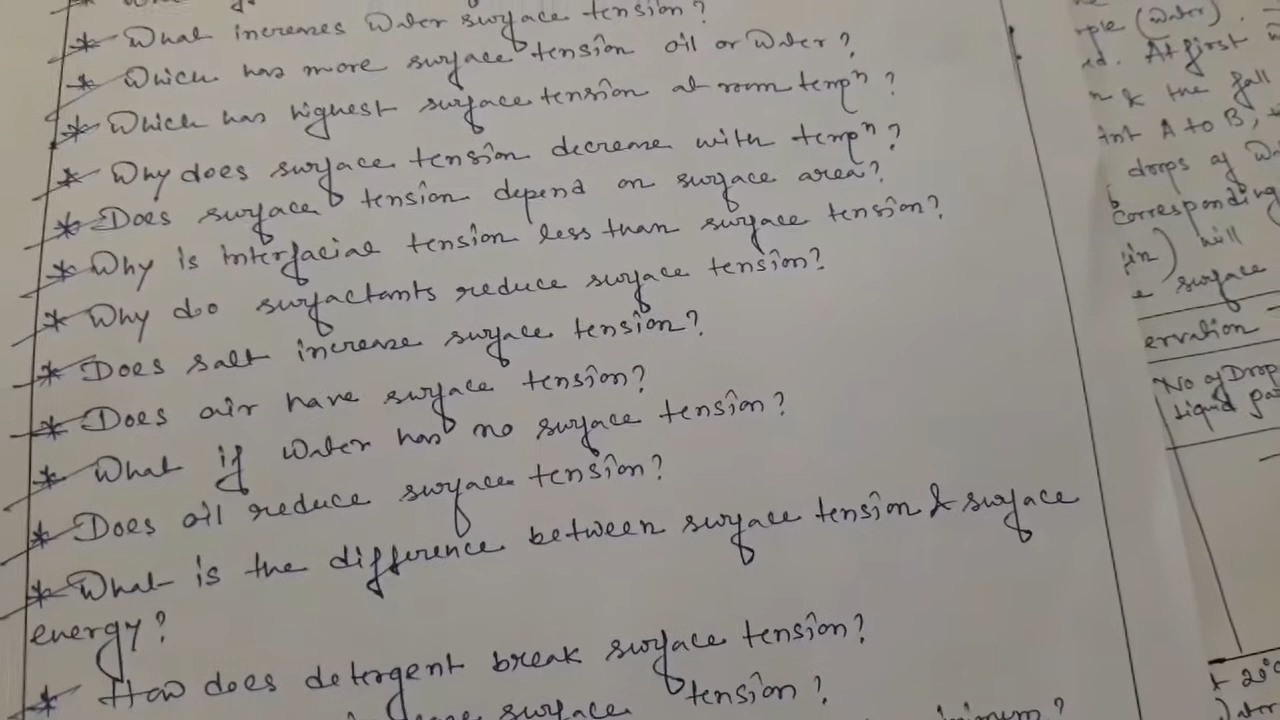 * What increases Water surface tension?
* Which has more surface tension oil or Water?
* Which has highest surface tension at room tempⁿ?
* Why does surface tension decrease with tempⁿ?
* Does surface tension depend on surface area?
* Why is interfacial tension less than surface tension?
* Why do surfactants reduce surface tension?
* Does salt increase surface tension?
* Does air have surface tension?
* What if Water has no surface tension?
* Does oil reduce surface tension?
* What is the difference between surface tension & surface
energy?
* How does detergent break surface tension?
surface tension?
(Water).
At first
& the fall
A to B,
drops of
corresponding
will
surface
No of Drop
Liquid
20°C